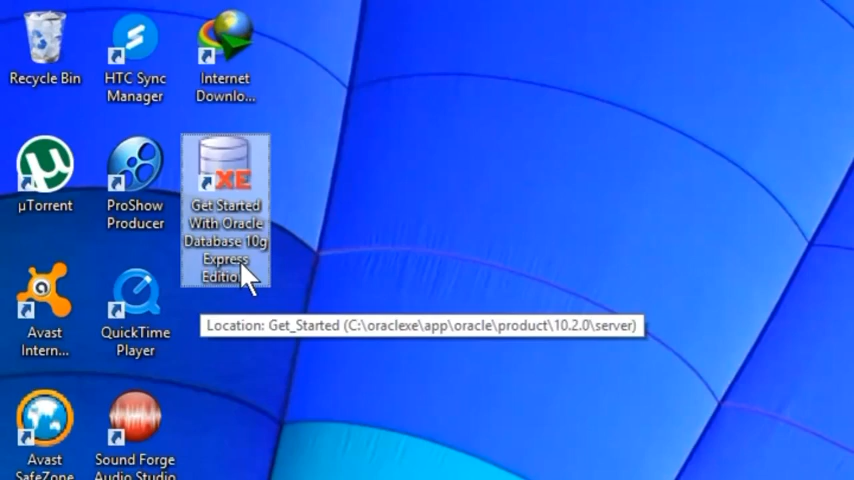 Recycle Bin
HTC Sync
Manager
Internet
Downlo...
µTorrent
ProShow
Producer
XE
Get Started
With Oracle
Database 10g
Express
Edition
Location: Get_Started (C:\oraclexe\app\oracle\product\10.2.0\server)
Avast
Intern...
QuickTime
Player
Avast
SafeZone
Sound Forge
Audio Studio